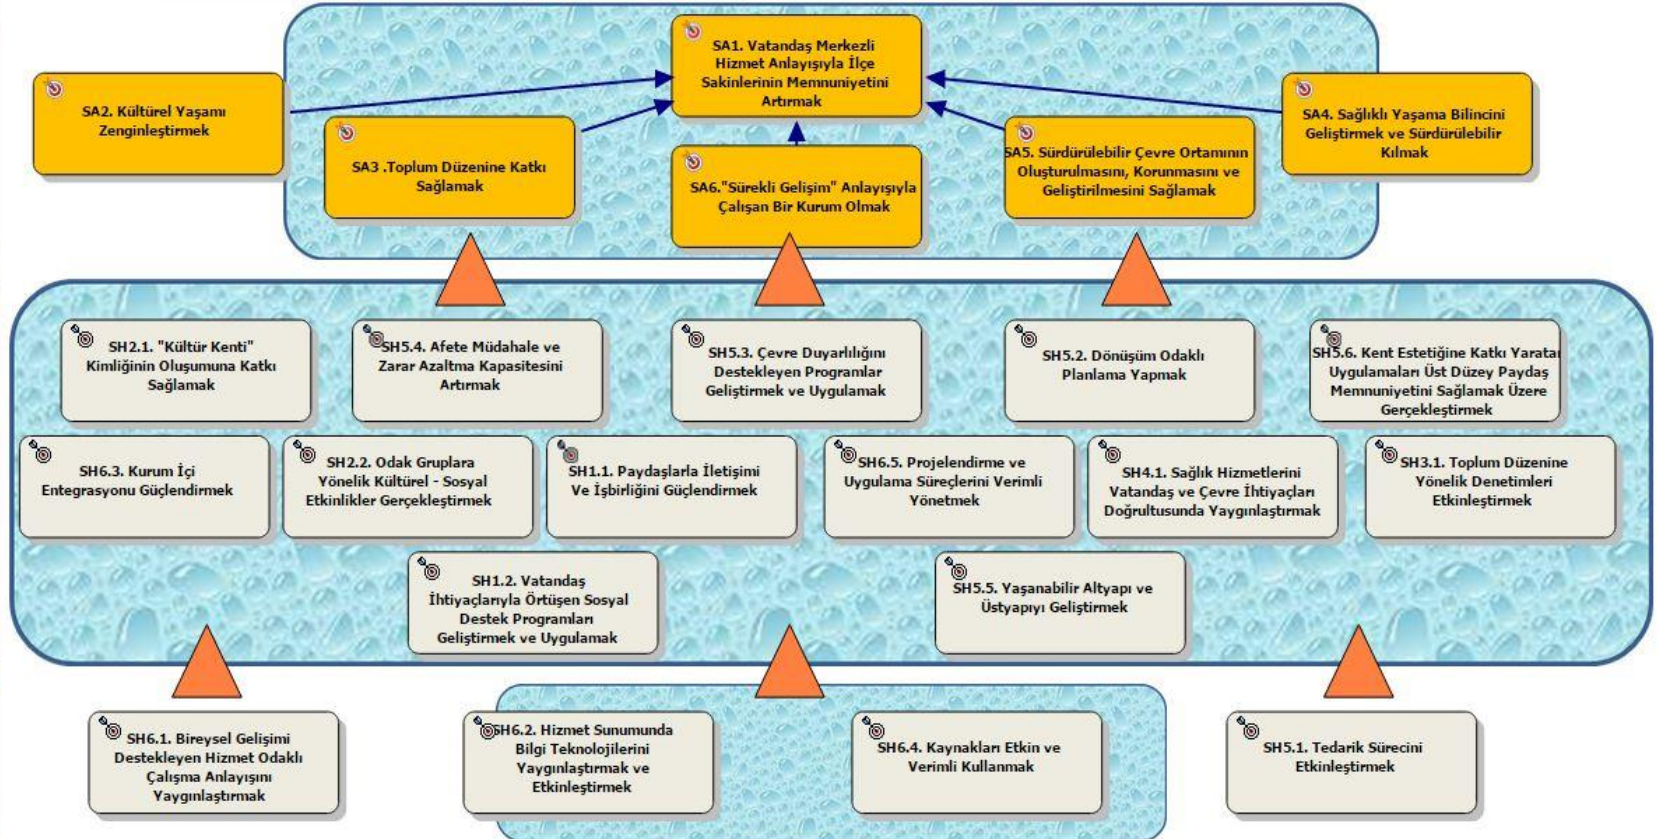 SA1. Vatandaş Merkezli
Hizmet Anlayışıyla İlçe
Sakinlerinin Memnuniyetini
Artırmak
SA2. Kültürel Yaşamı
Zenginleştirmek
SA3 .Toplum Düzenine Katkı
Sağlamak
SA6."Sürekli Gelişim" Anlayışıyla
Çalışan Bir Kurum Olmak
SA5. Sürdürülebilir Çevre Ortamının
Oluşturulmasını, Korunmasını ve
Geliştirilmesini Sağlamak
SA4. Sağlıklı Yaşama Bilincini
Geliştirmek ve Sürdürülebilir
Kılmak
SH2.1. "Kültür Kenti"
Kimliğinin Oluşumuna Katkı
Sağlamak
SH5.4. Afete Müdahale ve
Zarar Azaltma Kapasitesini
Artırmak
SH5.3. Çevre Duyarlılığını
Destekleyen Programlar
Geliştirmek ve Uygulamak
SH5.2. Dönüşüm Odaklı
Planlama Yapmak
SH5.6. Kent Estetiğine Katkı Yaratan
Uygulamaları Üst Düzey Paydaş
Memnuniyetini Sağlamak Üzere
Gerçekleştirmek
SH6.3. Kurum İçi
Entegrasyonu Güçlendirmek
SH2.2. Odak Gruplara
Yönelik Kültürel - Sosyal
Etkinlikler Gerçekleştirmek
SH1.1. Paydaşlarla İletişimi
Ve İşbirliğini Güçlendirmek
SH6.5. Projelendirme ve
Uygulama Süreçlerini Verimli
Yönetmek
SH4.1. Sağlık Hizmetlerini
Vatandaş ve Çevre İhtiyaçları
Doğrultusunda Yaygınlaştırmak
SH3.1. Toplum Düzenine
Yönelik Denetimleri
Etkinleştirmek
SH1.2. Vatandaş
İhtiyaçlarıyla Örtüşen Sosyal
Destek Programları
Geliştirmek ve Uygulamak
SH5.5. Yaşanabilir Altyapı ve
Üstyapıyı Geliştirmek
SH6.1. Bireysel Gelişimi
Destekleyen Hizmet Odaklı
Çalışma Anlayışını
Yaygınlaştırmak
SH6.2. Hizmet Sunumunda
Bilgi Teknolojilerini
Yaygınlaştırmak ve
Etkinleştirmek
SH6.4. Kaynakları Etkin ve
Verimli Kullanmak
SH5.1. Tedarik Sürecini
Etkinleştirmek